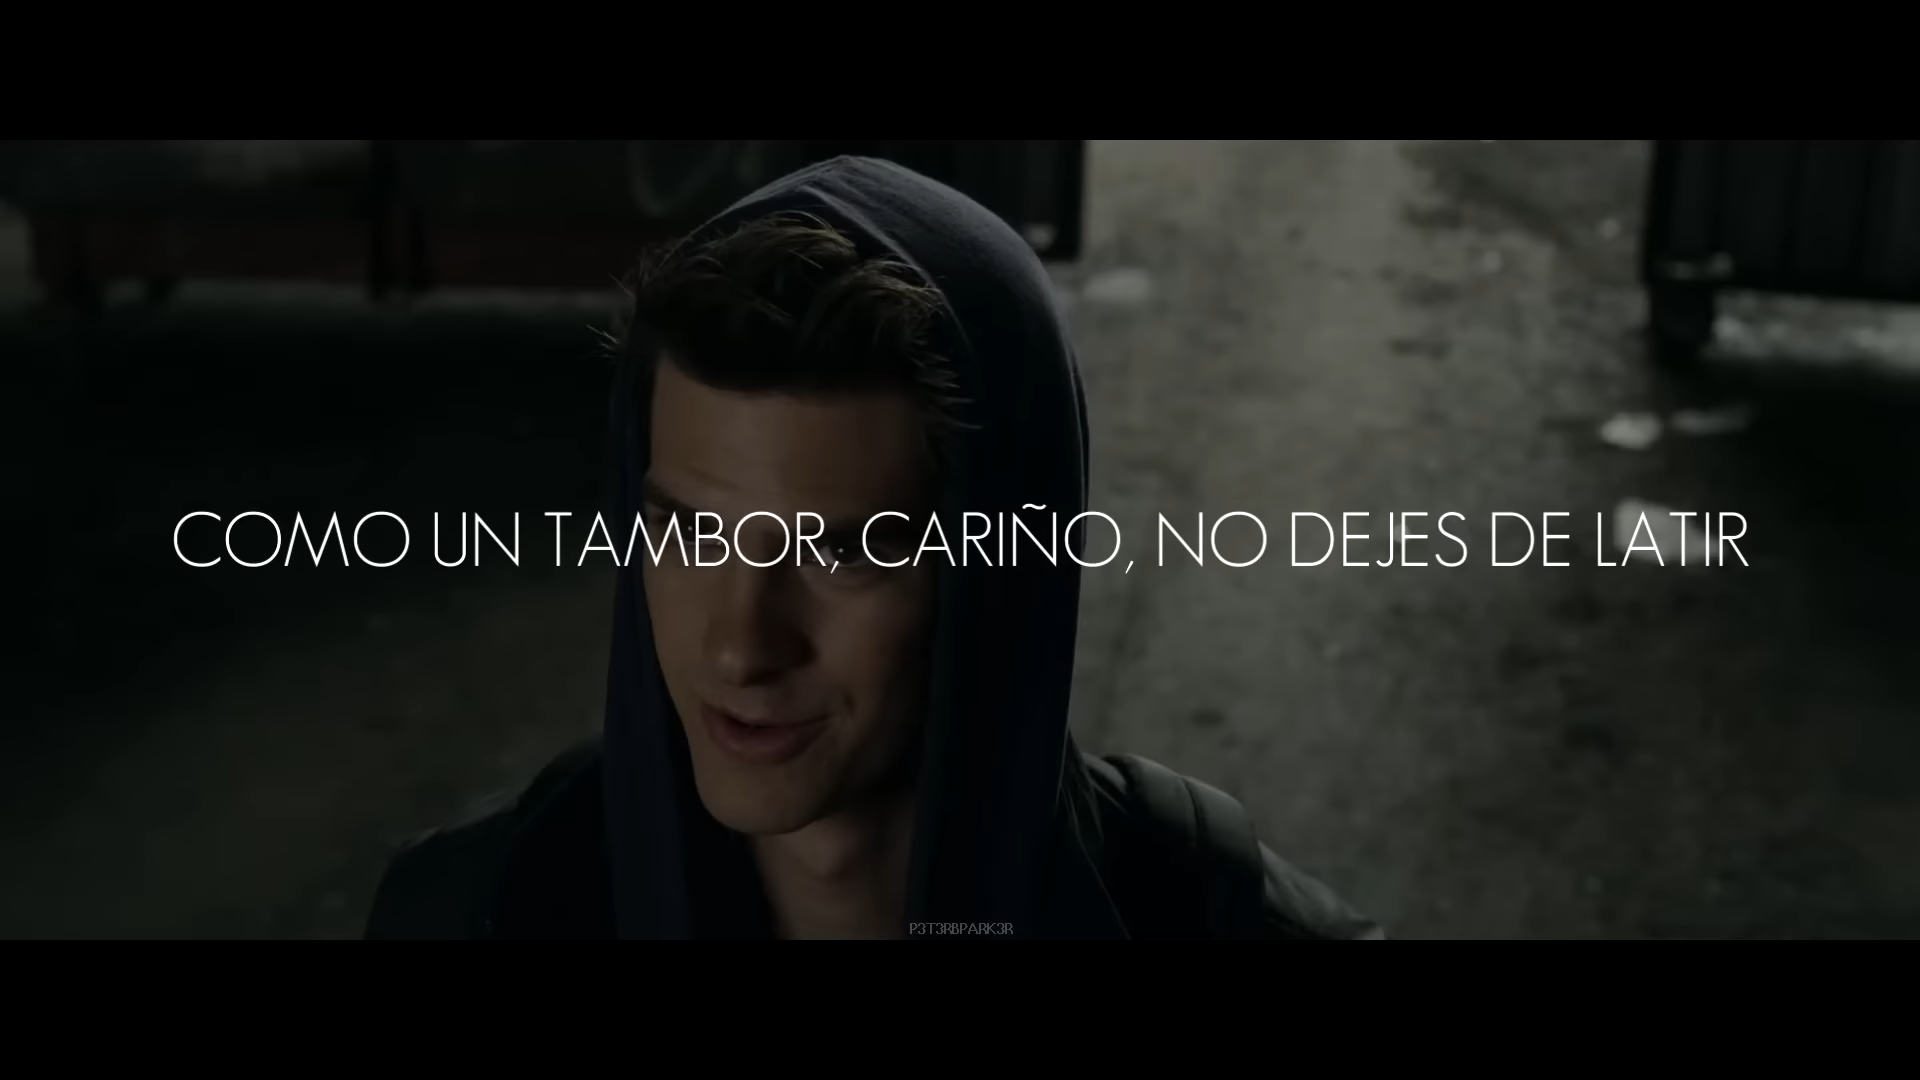 COMO UN TAMBOR, CARIÑO, NO DEJES DE LATIR
P3T3RBPARK3R